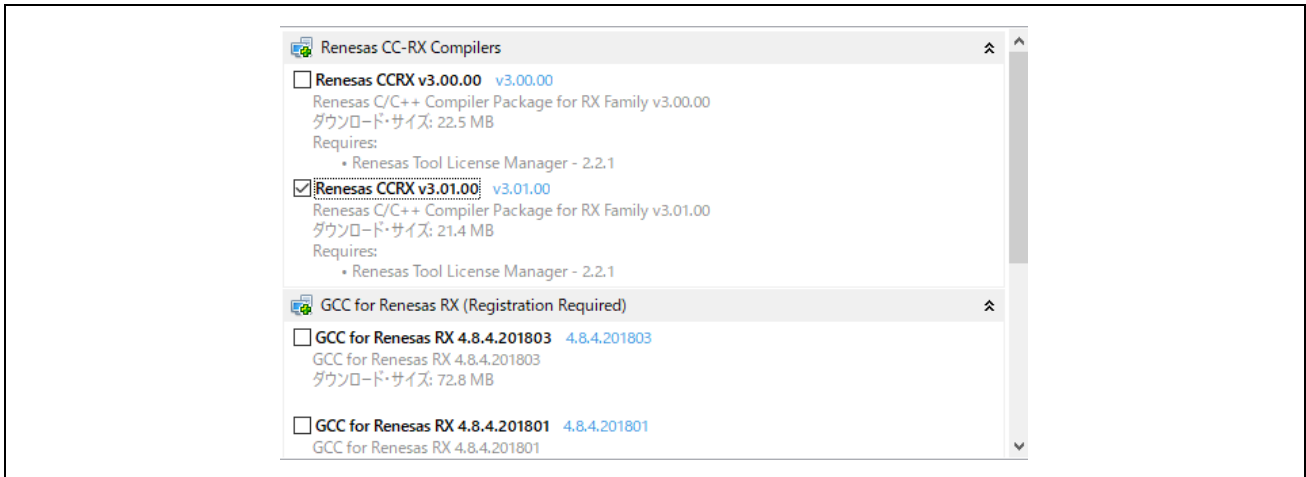 Renesas CC-RX Compilers
Renesas CCRX v3.00.00 v3.00.00
Renesas C/C++ Compiler Package for RX Family v3.00.00
ダウンロード・サイズ: 22.5 MB
Requires:
• Renesas Tool License Manager - 2.2.1
Renesas CCRX v3.01.00 v3.01.00
Renesas C/C++ Compiler Package for RX Family v3.01.00
ダウンロード・サイズ: 21.4 MB
Requires:
• Renesas Tool License Manager - 2.2.1
GCC for Renesas RX (Registration Required)
GCC for Renesas RX 4.8.4.201803 4.8.4.201803
GCC for Renesas RX 4.8.4.201803
ダウンロード・サイズ: 72.8 MB
GCC for Renesas RX 4.8.4.201801 4.8.4.201801
GCC for Renesas RX 4.8.4.201801